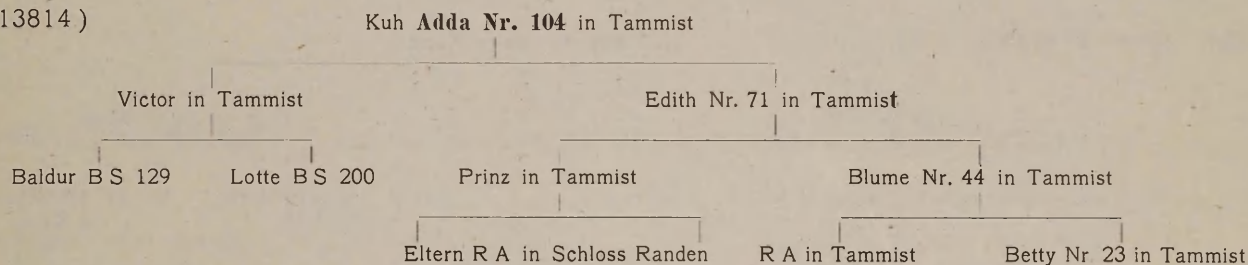 13814)
Kuh Adda Nr. 104 in Tammist
Victor in Tammist Edith Nr. 71 in Tammist
Baldur B S 129 Lotte B S 200 Prinz in Tammist Blume Nr. 44 in Tammist
Eltern R A in Schloss Randen R A in Tammist Betty Nr. 23 in Tammist